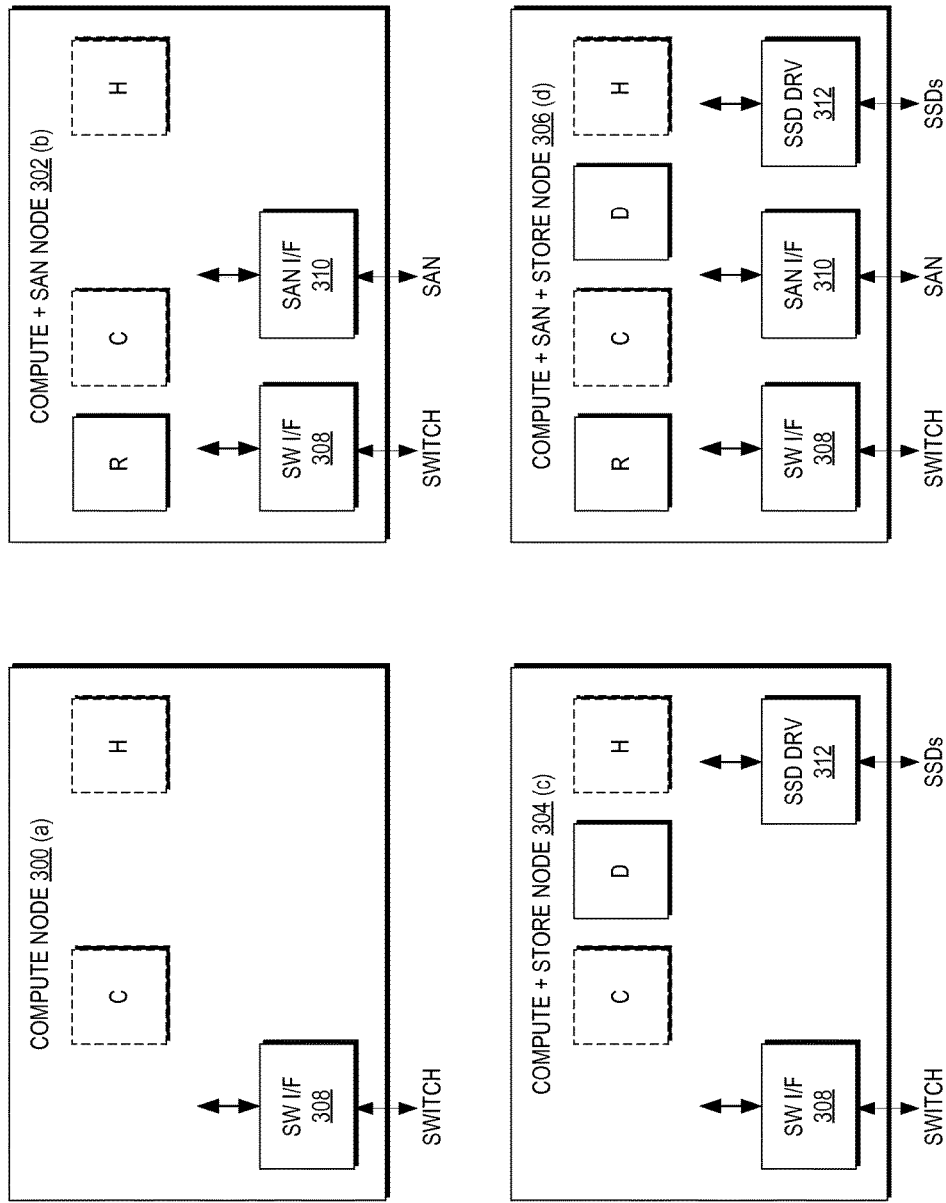 COMPUTE NODE 300 (a)
C
H
SW I/F
308
SWITCH
COMPUTE + SAN NODE 302 (b)
R
C
H
SW I/F
308
SAN I/F
310
SWITCH
SAN
COMPUTE + STORE NODE 304 (c)
C
D
H
SW I/F
308
SSD DRV
312
SWITCH
SSDs
COMPUTE + SAN + STORE NODE 306 (d)
R
C
D
H
SW I/F
308
SAN I/F
310
SSD DRV
312
SWITCH
SAN
SSDs